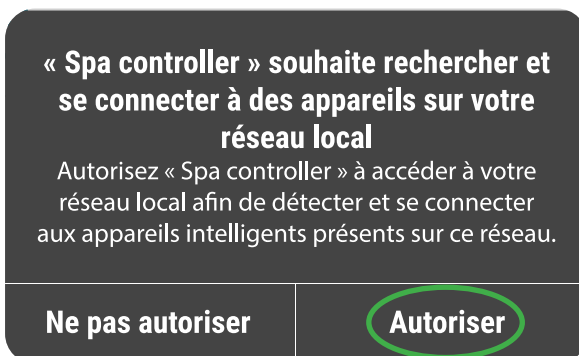 « Spa controller » souhaite rechercher et
se connecter à des appareils sur votre
réseau local
Autorisez « Spa controller » à accéder à votre
réseau local afin de détecter et se connecter
aux appareils intelligents présents sur ce réseau.
Ne pas autoriser
Autoriser